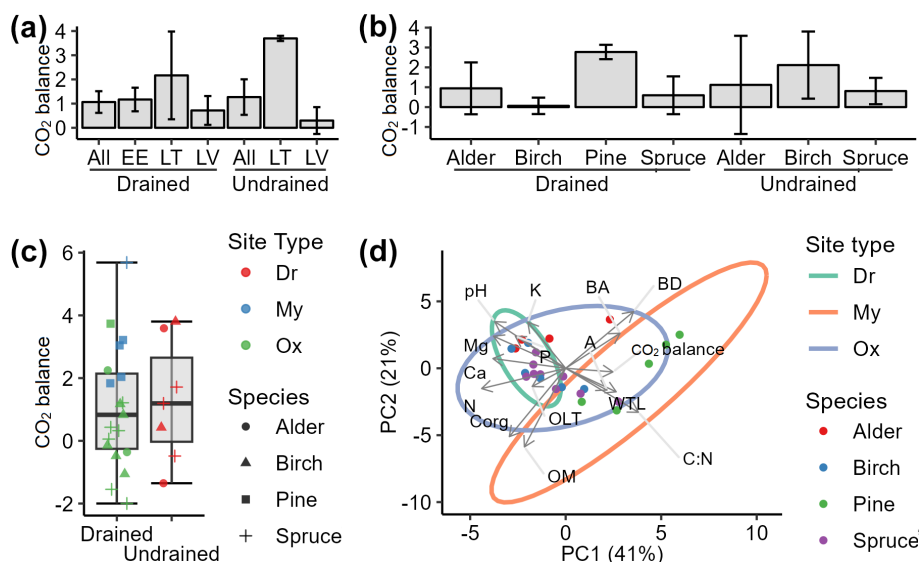 (a)
CO₂ balance
4
3
2
1
0
All EE LT LV All LT LV
Drained Undrained
(b)
CO₂ balance
4
3
2
1
0
-1
Alder Birch Pine Spruce Alder Birch Spruce
Drained Undrained
(c)
CO₂ balance
6
4
2
0
-2
Drained
Undrained
Site Type
Dr
My
Ox
Species
Alder
Birch
Pine
Spruce
(d)
PC2 (21%)
5
0
-5
-10
-5 0 5 10
PC1 (41%)
pH
K
BA
BD
Mg
P
A
CO₂ balance
Ca
N
Corg
OLT
WTL
OM
C:N
Site type
Dr
My
Ox
Species
Alder
Birch
Pine
Spruce